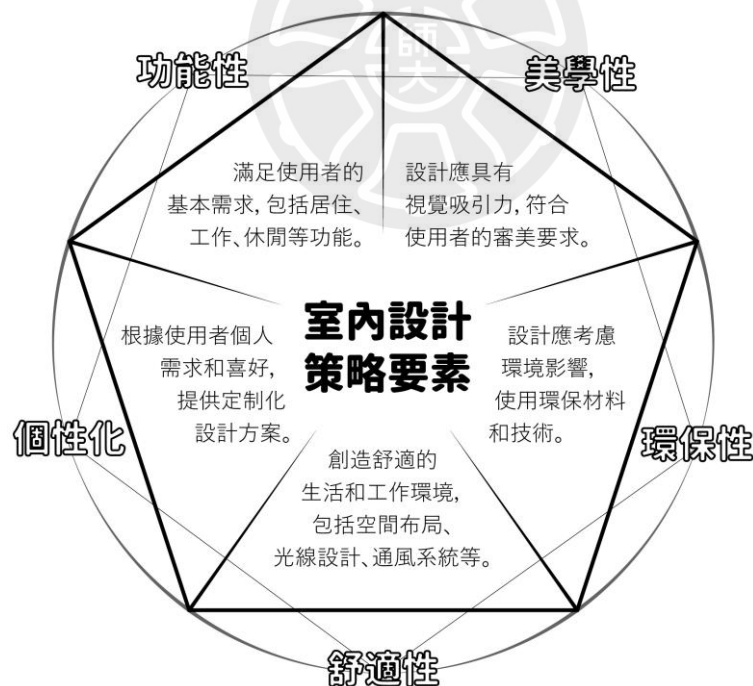 師大
功能性
美學性
滿足使用者的
基本需求, 包括居住、
工作、休閒等功能。
設計應具有
視覺吸引力, 符合
使用者的審美要求。
室內設計
策略要素
根據使用者個人
需求和喜好,
提供定制化
設計方案。
設計應考慮
環境影響,
使用環保材料
和技術。
個性化
環保性
創造舒適的
生活和工作環境,
包括空間布局、
光線設計、通風系統等。
舒適性